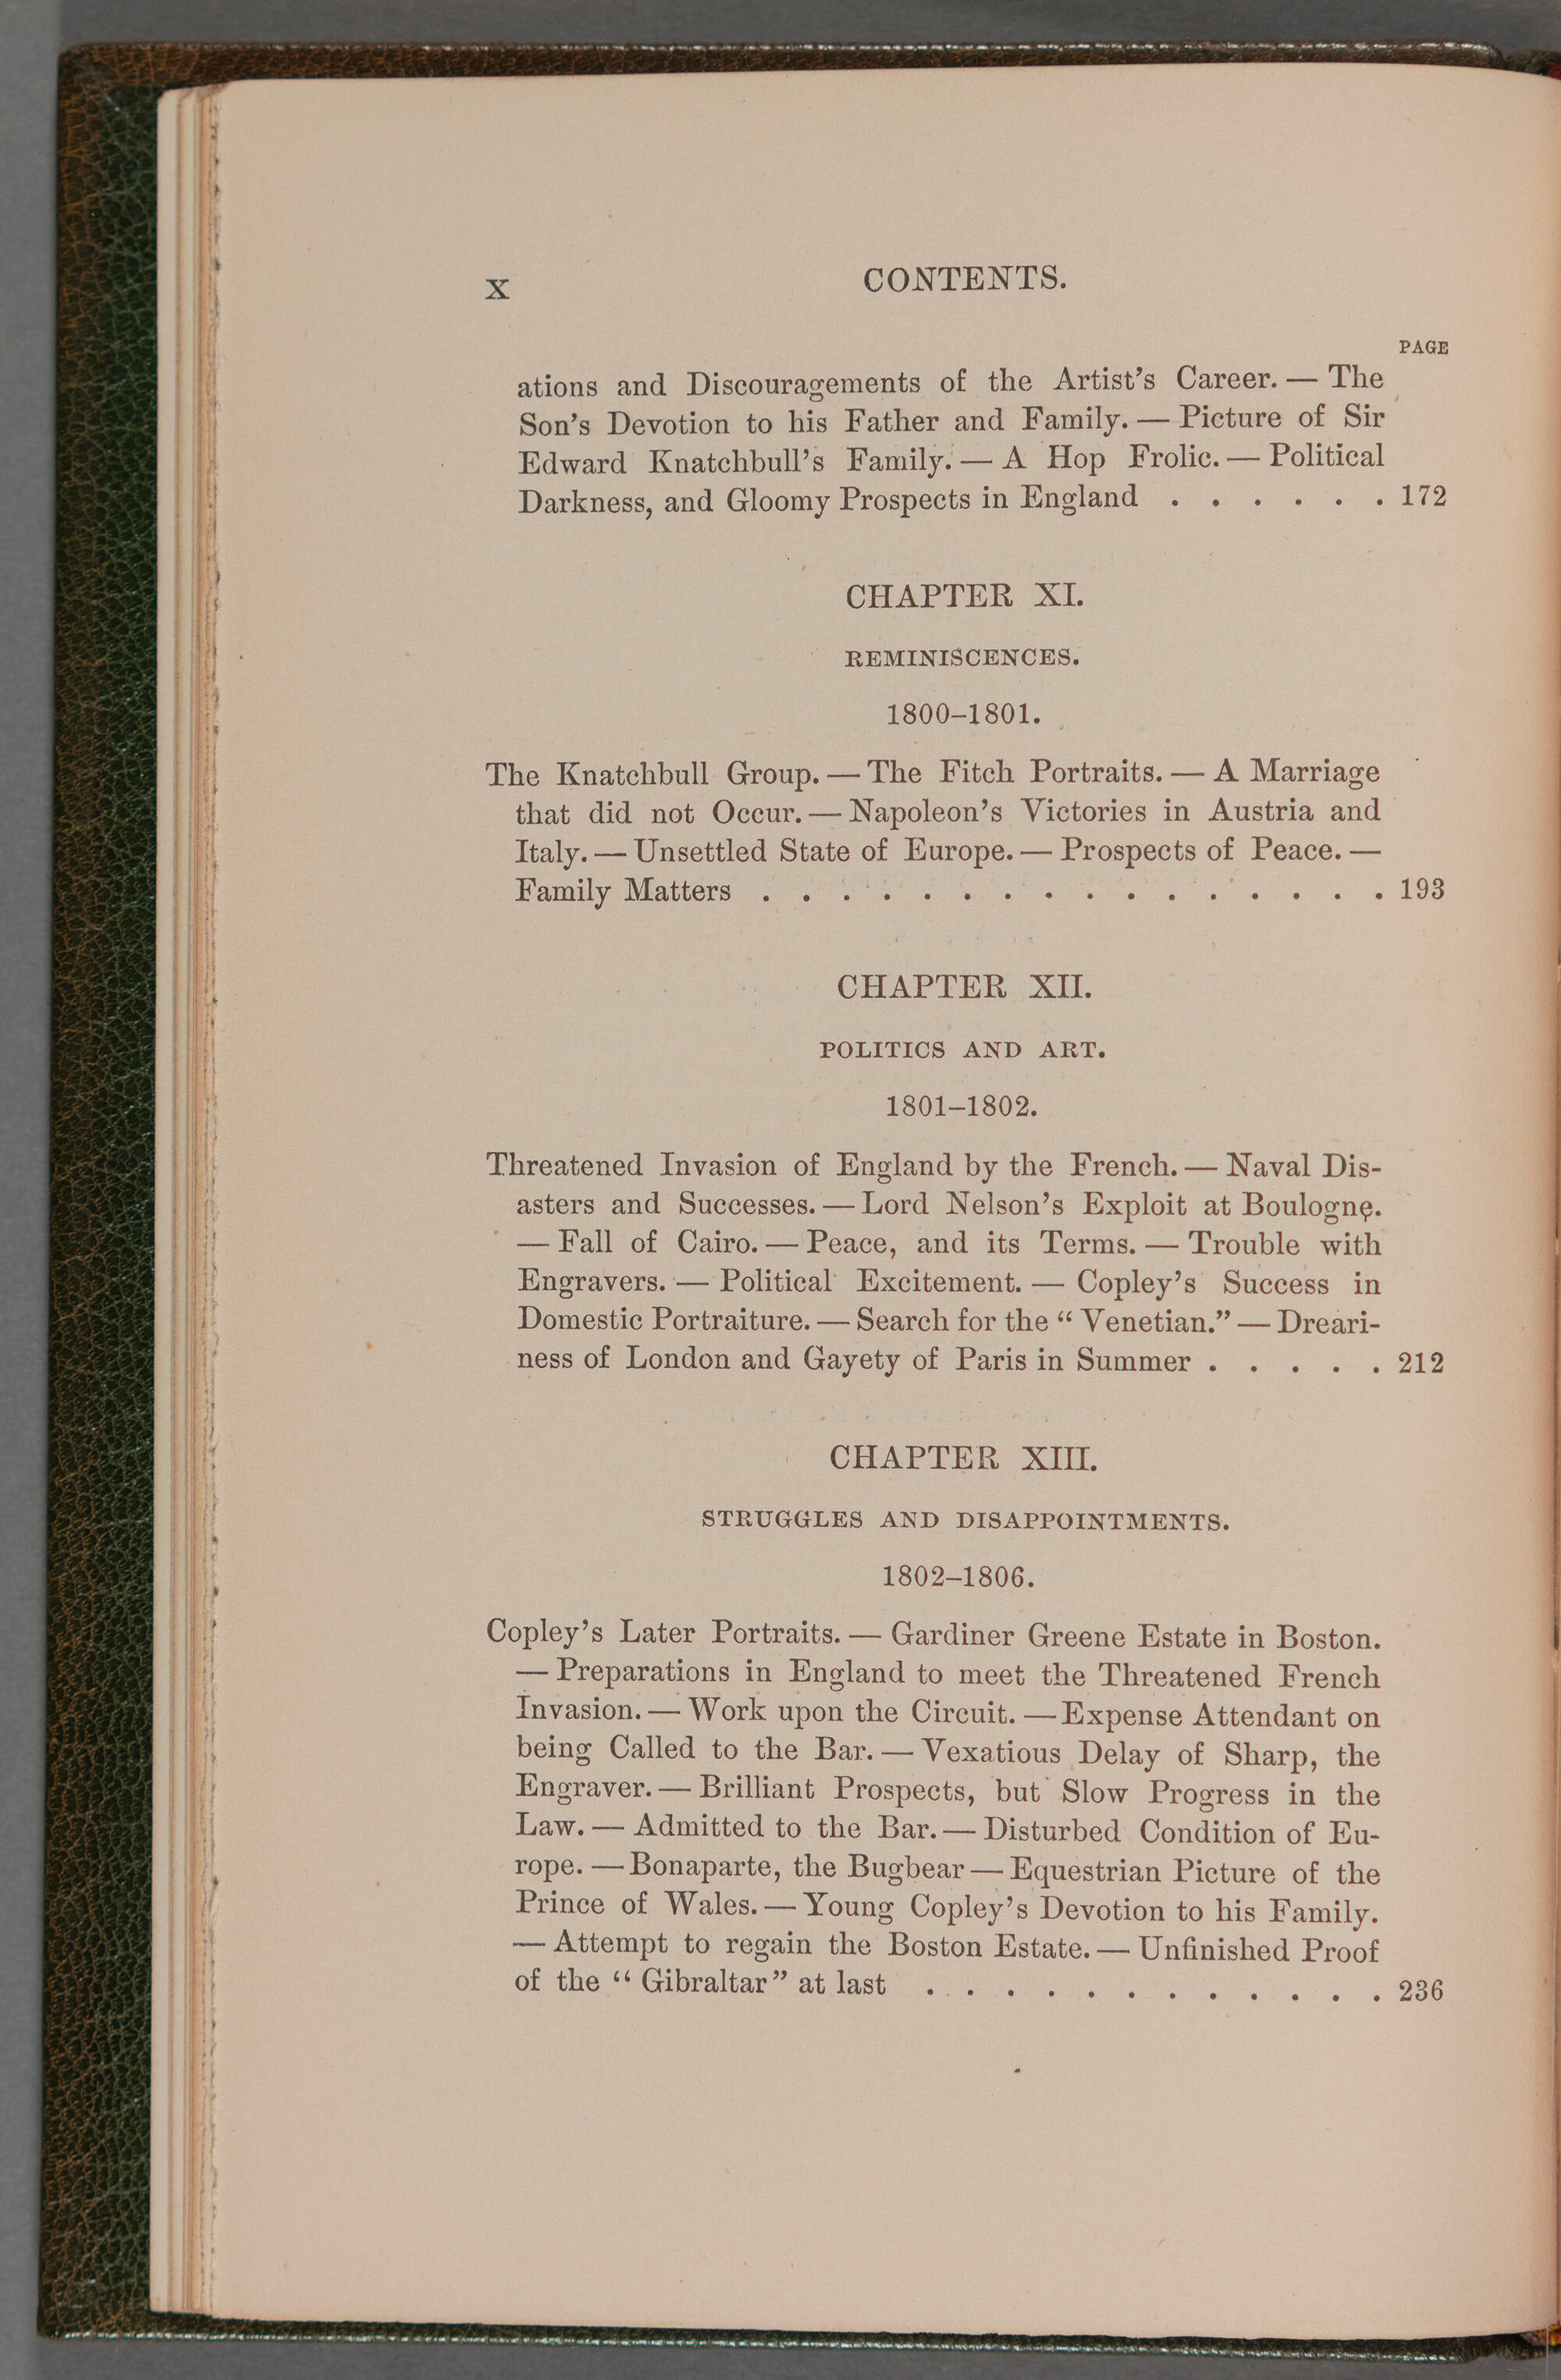 x CONTENTS.
PAGE
ations and Discouragements of the Artist's Career. — The
Son's Devotion to his Father and Family. — Picture of Sir
Edward Knatchbull's Family. — A Hop Frolic. — Political
Darkness, and Gloomy Prospects in England . . . . . . 172
CHAPTER XI.
REMINISCENCES.
1800–1801.
The Knatchbull Group. — The Fitch Portraits. — A Marriage
that did not Occur. — Napoleon's Victories in Austria and
Italy. — Unsettled State of Europe. — Prospects of Peace. —
Family Matters . . . . . . . . . . . . . . . . 193
CHAPTER XII.
POLITICS AND ART.
1801–1802.
Threatened Invasion of England by the French. — Naval Dis-
asters and Successes. — Lord Nelson's Exploit at Boulogne.
— Fall of Cairo. — Peace, and its Terms. — Trouble with
Engravers. — Political Excitement. — Copley's Success in
Domestic Portraiture. — Search for the “ Venetian.” — Dreari-
ness of London and Gayety of Paris in Summer . . . . . 212
CHAPTER XIII.
STRUGGLES AND DISAPPOINTMENTS.
1802–1806.
Copley's Later Portraits. — Gardiner Greene Estate in Boston.
— Preparations in England to meet the Threatened French
Invasion. — Work upon the Circuit. — Expense Attendant on
being Called to the Bar. — Vexatious Delay of Sharp, the
Engraver. — Brilliant Prospects, but Slow Progress in the
Law. — Admitted to the Bar. — Disturbed Condition of Eu-
rope. — Bonaparte, the Bugbear — Equestrian Picture of the
Prince of Wales. — Young Copley's Devotion to his Family.
— Attempt to regain the Boston Estate. — Unfinished Proof
of the “ Gibraltar ” at last . . . . . . . . . . . . 236